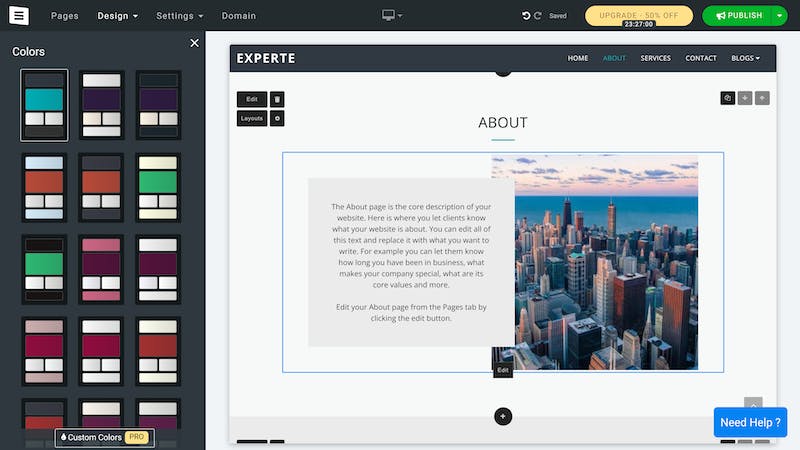 Pages
Design
Settings
Domain
Saved
UPGRADE - 50% OFF
23:27:00
PUBLISH
Colors
EXPERTE
HOME
ABOUT
SERVICES
CONTACT
BLOGS
Edit
Layouts
ABOUT
The About page is the core description of your
website. Here is where you let clients know
what your website is about. You can edit all
of this text and replace it with what you want to
write. For example you can let them know
how long you have been in business, what
makes your company special, what are its
core values and more.
Edit your About page from the Pages tab by
clicking the edit button.
Edit
Custom Colors
PRO
Need Help ?